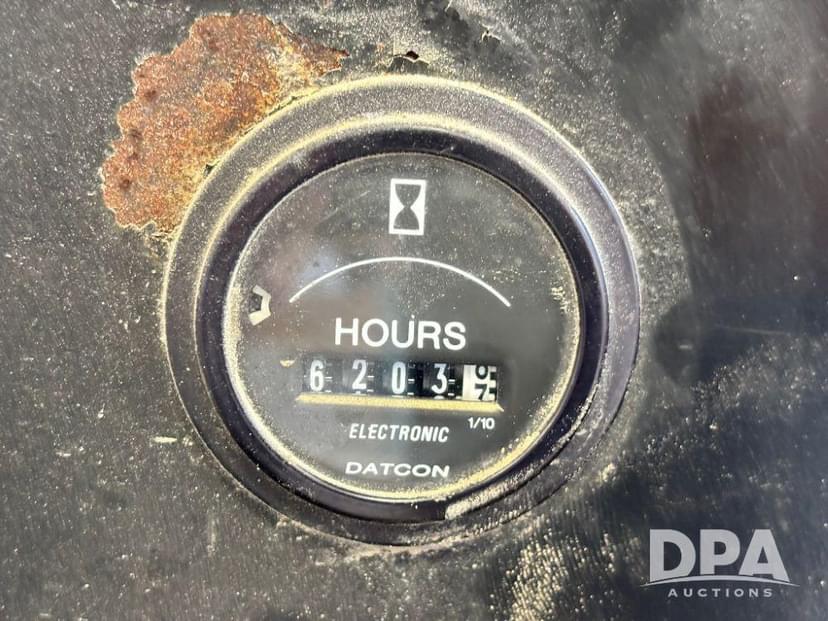 HOURS
6203
1/10
ELECTRONIC
DATCON
DPA
AUCTIONS